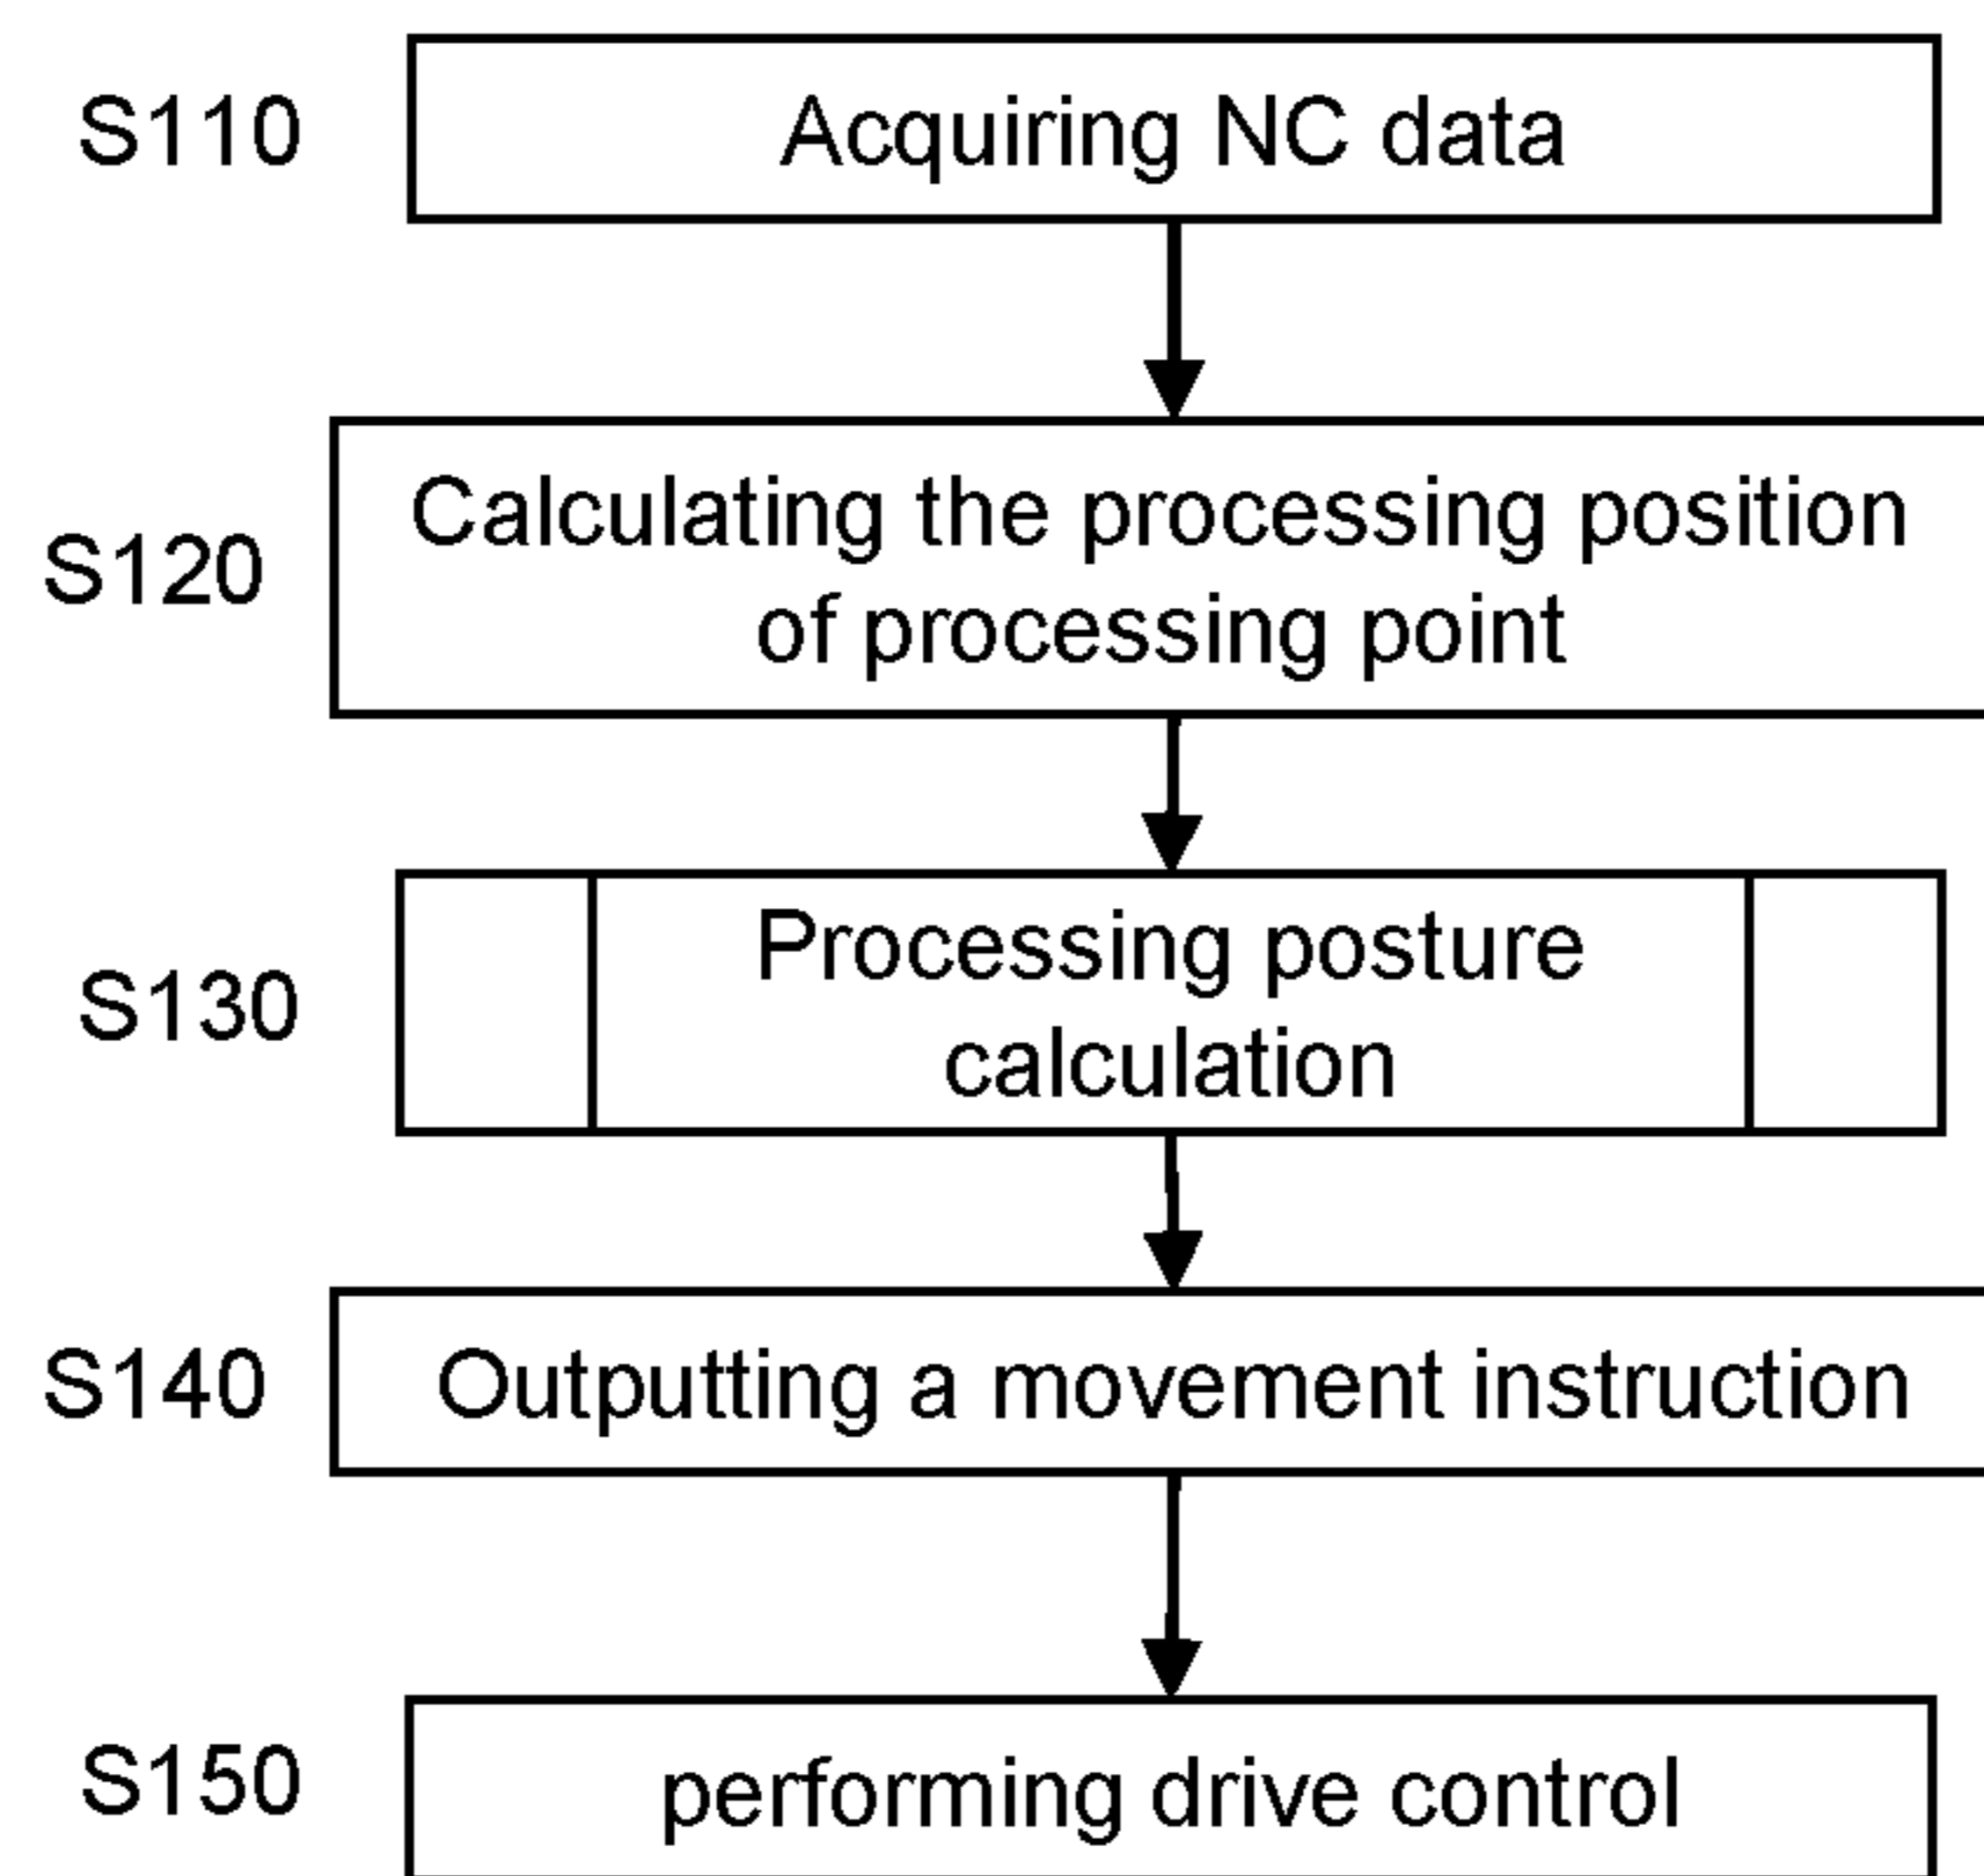 S110
Acquiring NC data
S120
Calculating the processing position
of processing point
S130
Processing posture
calculation
S140
Outputting a movement instruction
S150
performing drive control